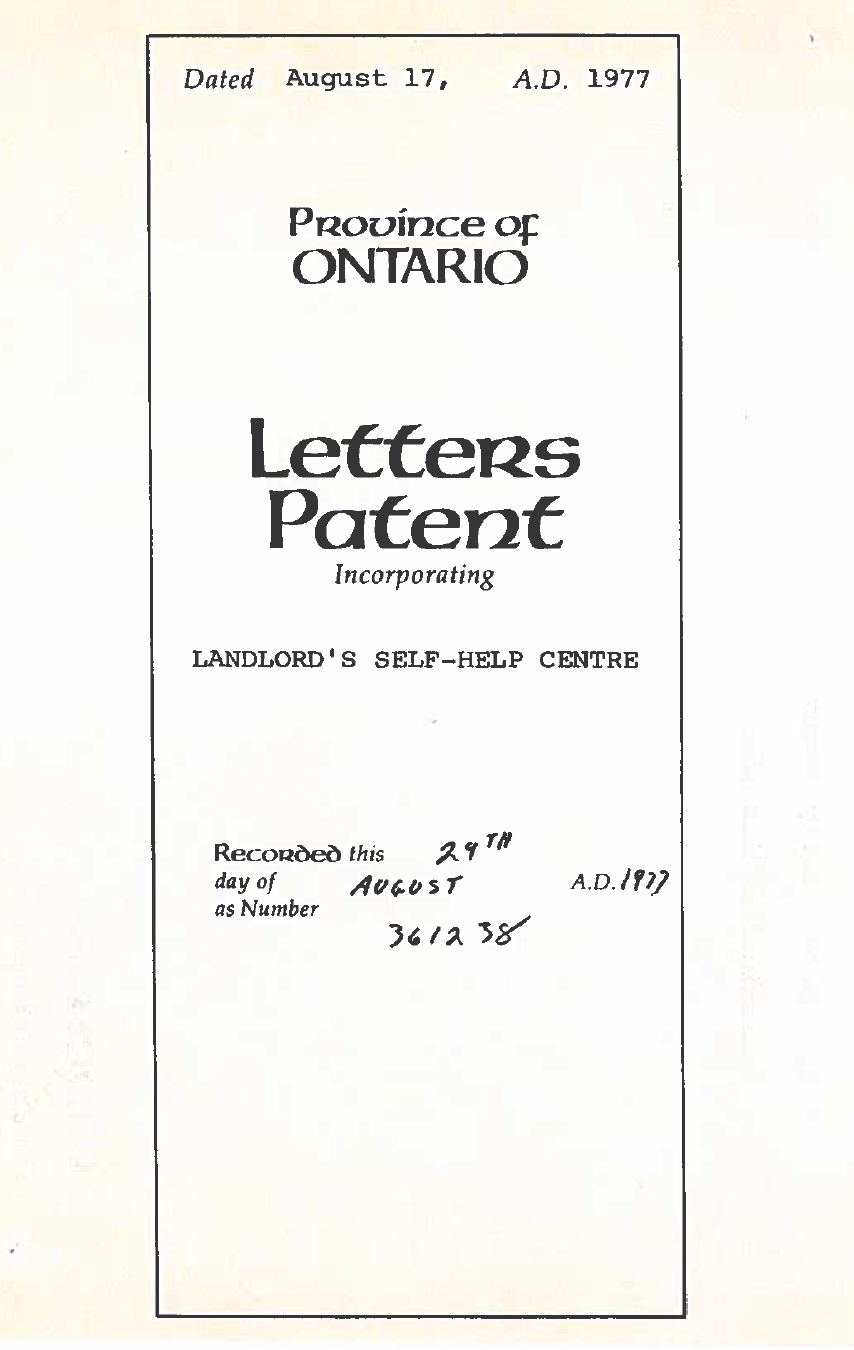 Dated August 17, A.D. 1977
Province of
ONTARIO
Letters
Patent
Incorporating
LANDLORD'S SELF-HELP CENTRE
Recorded this 29TH
day of AUGUST A.D. 1977
as Number
361238